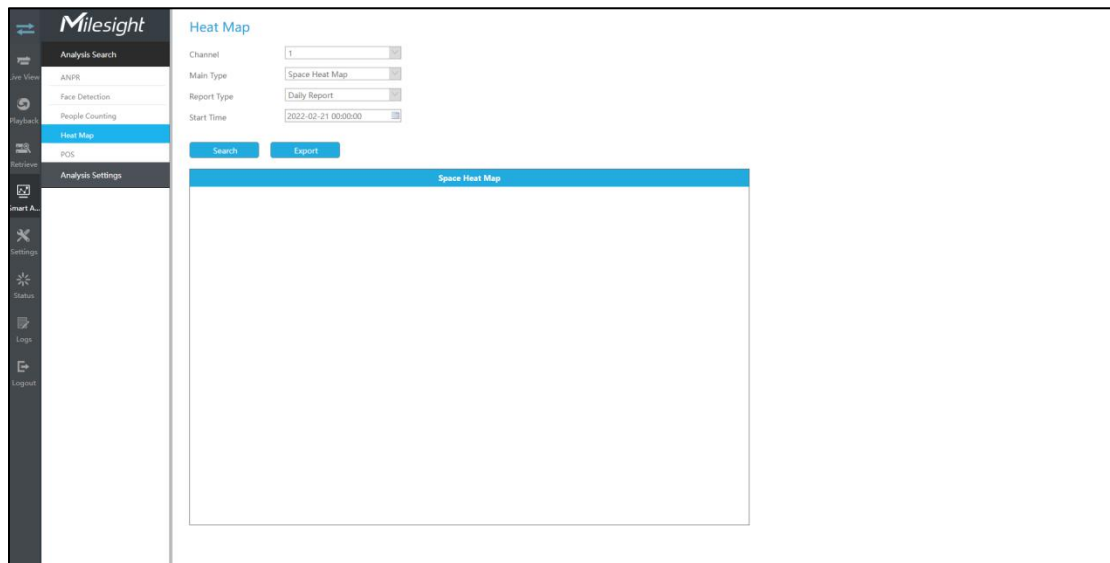 Milesight
Live View
Playback
Retrieve
Smart A...
Settings
Status
Logs
Logout
Analysis Search
ANPR
Face Detection
People Counting
Heat Map
POS
Analysis Settings
Heat Map
Channel 1
Main Type Space Heat Map
Report Type Daily Report
Start Time 2022-02-21 00:00:00
Search Export
Space Heat Map